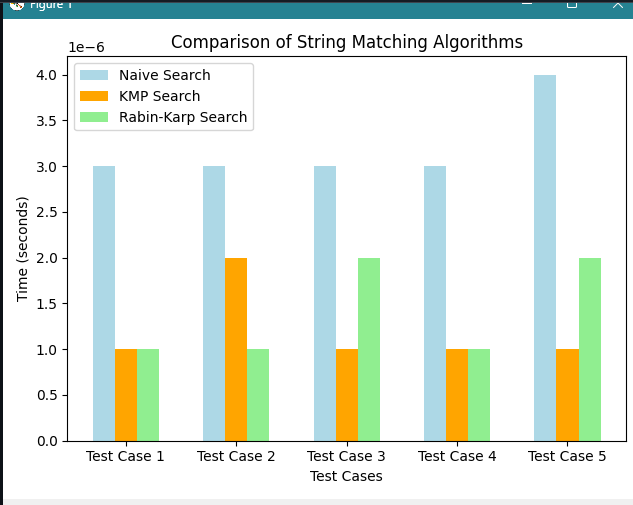 Figure 1
Comparison of String Matching Algorithms
1e−6
Naive Search
KMP Search
Rabin-Karp Search
4.0
3.5
3.0
2.5
2.0
1.5
1.0
0.5
0.0
Time (seconds)
Test Case 1 Test Case 2 Test Case 3 Test Case 4 Test Case 5
Test Cases